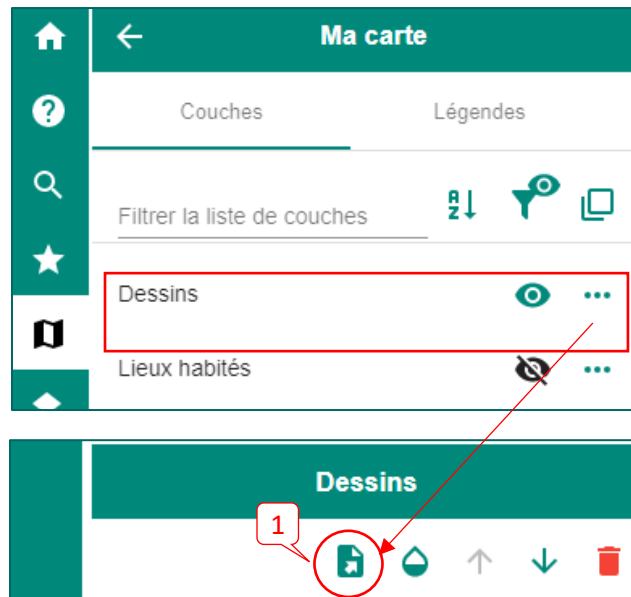 Ma carte
Couches Légendes
Filtrer la liste de couches
Dessins
Lieux habités
Dessins
1